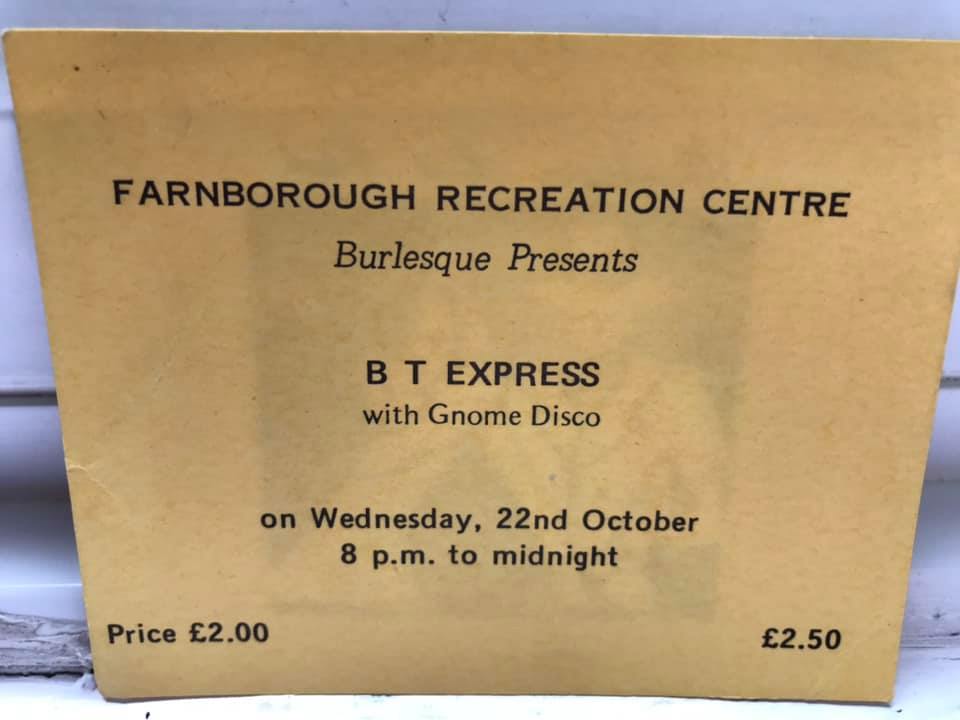 FARNBOROUGH RECREATION CENTRE
Burlesque Presents
B T EXPRESS
with Gnome Disco
on Wednesday, 22nd October
8 p.m. to midnight
Price £2.00 £2.50